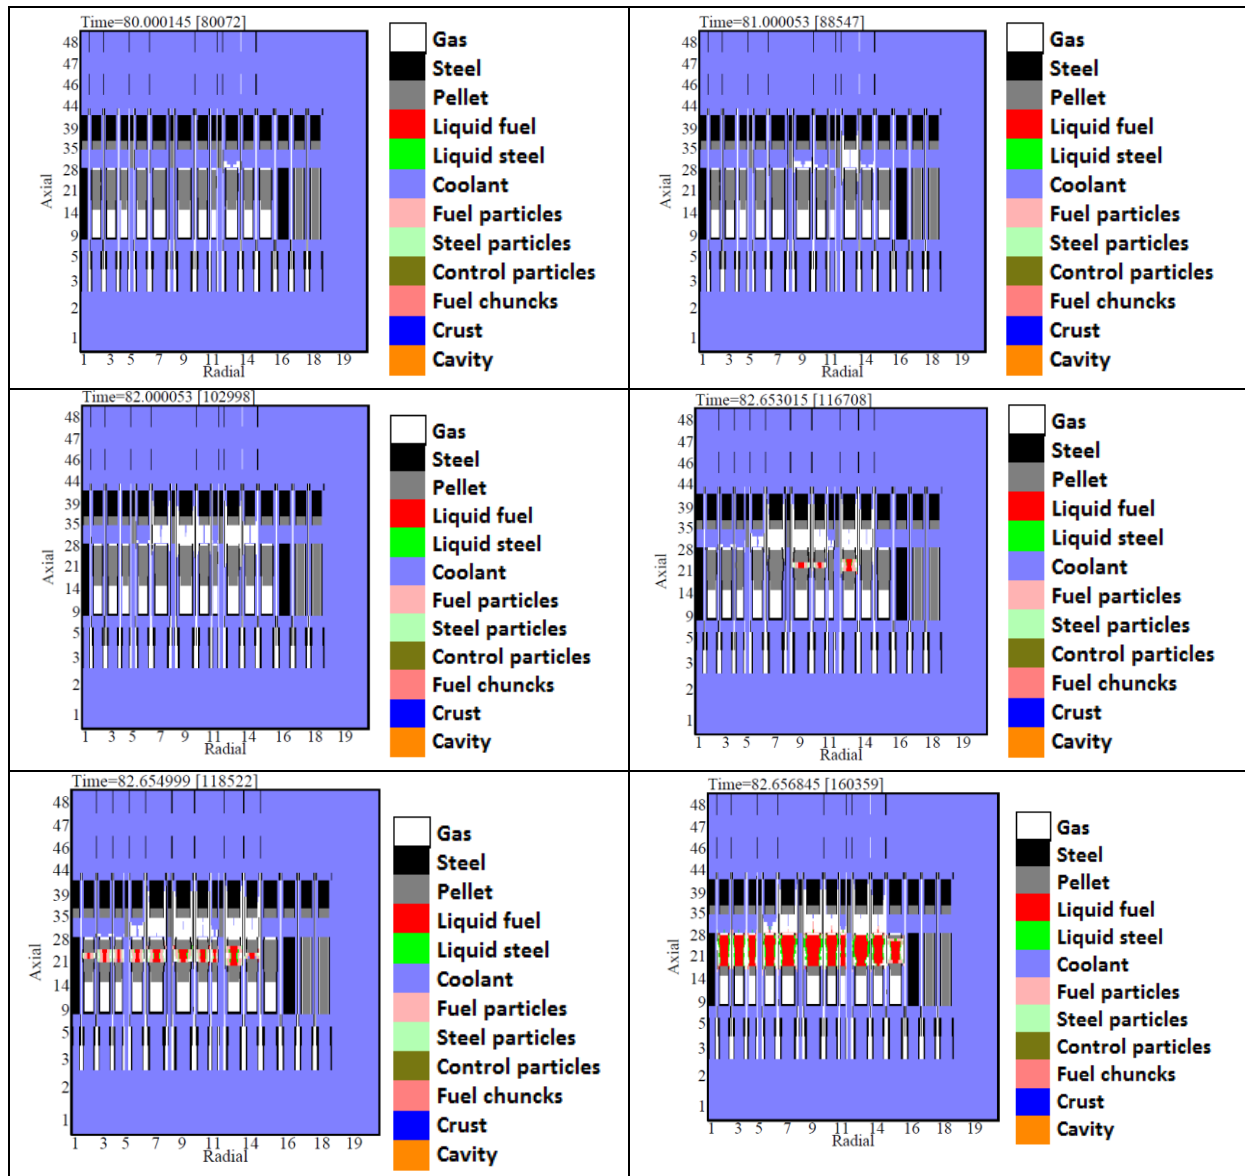 Time=80.000145 [80072]
48
47
46
44
39
35
28
21
14
9
5
3
2
1
Axial
1 3 5 7 9 11 14 16 18 19
Radial
Gas
Steel
Pellet
Liquid fuel
Liquid steel
Coolant
Fuel particles
Steel particles
Control particles
Fuel chuncks
Crust
Cavity
Time=81.000053 [88547]
48
47
46
44
39
35
28
21
14
9
5
3
2
1
Axial
1 3 5 7 9 11 14 16 18 19
Radial
Gas
Steel
Pellet
Liquid fuel
Liquid steel
Coolant
Fuel particles
Steel particles
Control particles
Fuel chuncks
Crust
Cavity
Time=82.000053 [102998]
48
47
46
44
39
35
28
21
14
9
5
3
2
1
Axial
1 3 5 7 9 11 14 16 18 19
Radial
Gas
Steel
Pellet
Liquid fuel
Liquid steel
Coolant
Fuel particles
Steel particles
Control particles
Fuel chuncks
Crust
Cavity
Time=82.653015 [116708]
48
47
46
44
39
35
28
21
14
9
5
3
2
1
Axial
1 3 5 7 9 11 14 16 18 19
Radial
Gas
Steel
Pellet
Liquid fuel
Liquid steel
Coolant
Fuel particles
Steel particles
Control particles
Fuel chuncks
Crust
Cavity
Time=82.654999 [118522]
48
47
46
44
39
35
28
21
14
9
5
3
2
1
Axial
1 3 5 7 9 11 14 16 18 19
Radial
Gas
Steel
Pellet
Liquid fuel
Liquid steel
Coolant
Fuel particles
Steel particles
Control particles
Fuel chuncks
Crust
Cavity
Time=82.656845 [160359]
48
47
46
44
39
35
28
21
14
9
5
3
2
1
Axial
1 3 5 7 9 11 14 16 18 19
Radial
Gas
Steel
Pellet
Liquid fuel
Liquid steel
Coolant
Fuel particles
Steel particles
Control particles
Fuel chuncks
Crust
Cavity